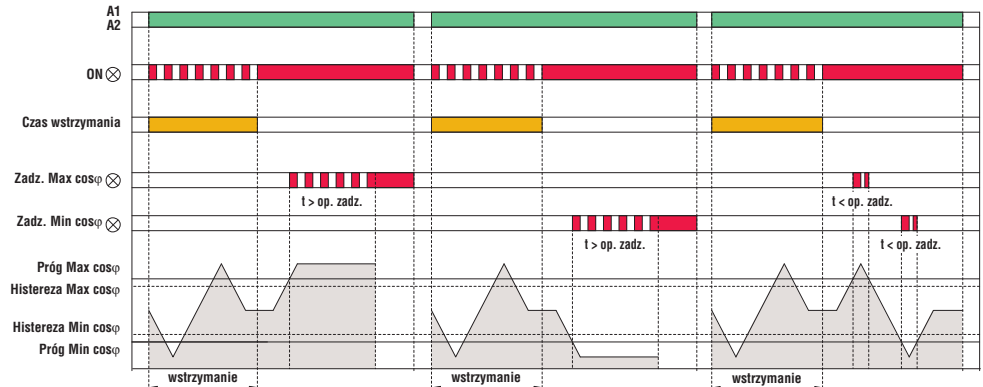 A1
A2
ON
Czas wstrzymania
Zadz. Max cosφ
t > op. zadz.
t < op. zadz.
Zadz. Min cosφ
t > op. zadz.
t < op. zadz.
Próg Max cosφ
Histereza Max cosφ
Histereza Min cosφ
Próg Min cosφ
wstrzymanie
wstrzymanie
wstrzymanie